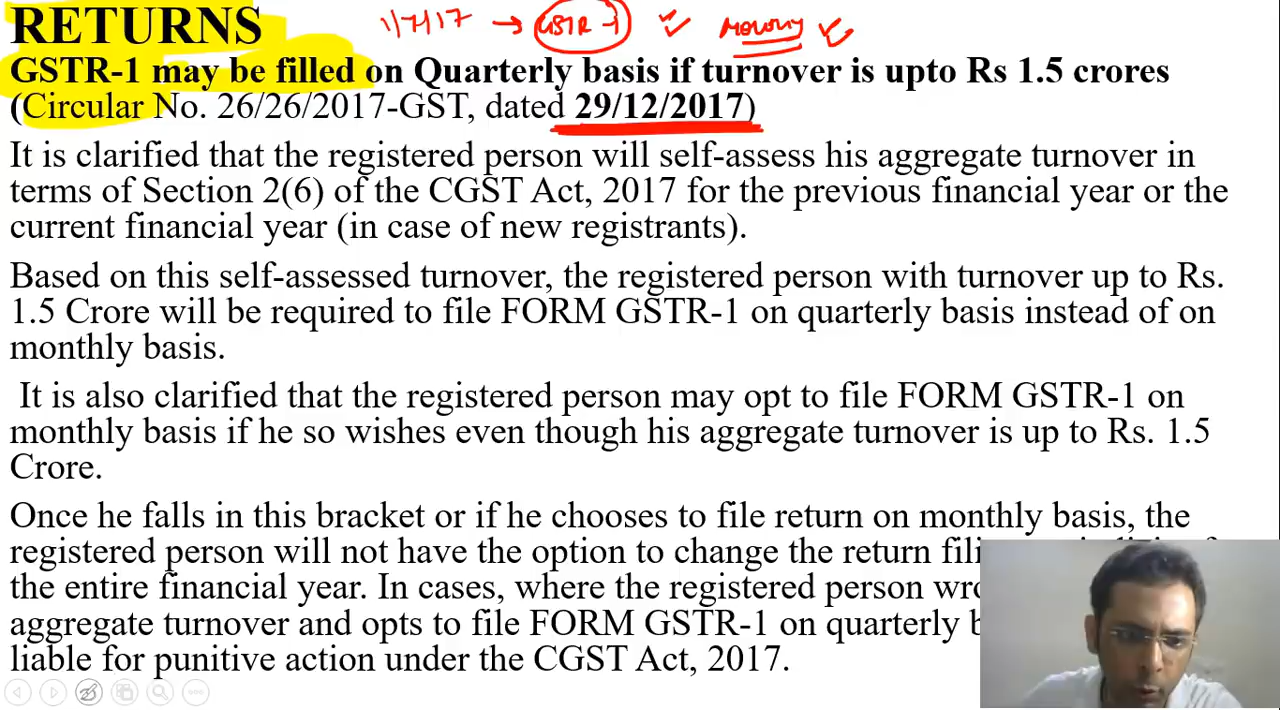 RETURNS 1/7/17 → GSTR-1
GSTR-1 may be filled on Quarterly basis if turnover is upto Rs 1.5 crores
(Circular No. 26/26/2017-GST, dated 29/12/2017)
It is clarified that the registered person will self-assess his aggregate turnover in
terms of Section 2(6) of the CGST Act, 2017 for the previous financial year or the
current financial year (in case of new registrants).
Based on this self-assessed turnover, the registered person with turnover up to Rs.
1.5 Crore will be required to file FORM GSTR-1 on quarterly basis instead of on
monthly basis.
It is also clarified that the registered person may opt to file FORM GSTR-1 on
monthly basis if he so wishes even though his aggregate turnover is up to Rs. 1.5
Crore.
Once he falls in this bracket or if he chooses to file return on monthly basis, the
registered person will not have the option to change the return
the entire financial year. In cases, where the registered person
aggregate turnover and opts to file FORM GSTR-1 on quarterly
liable for punitive action under the CGST Act, 2017.